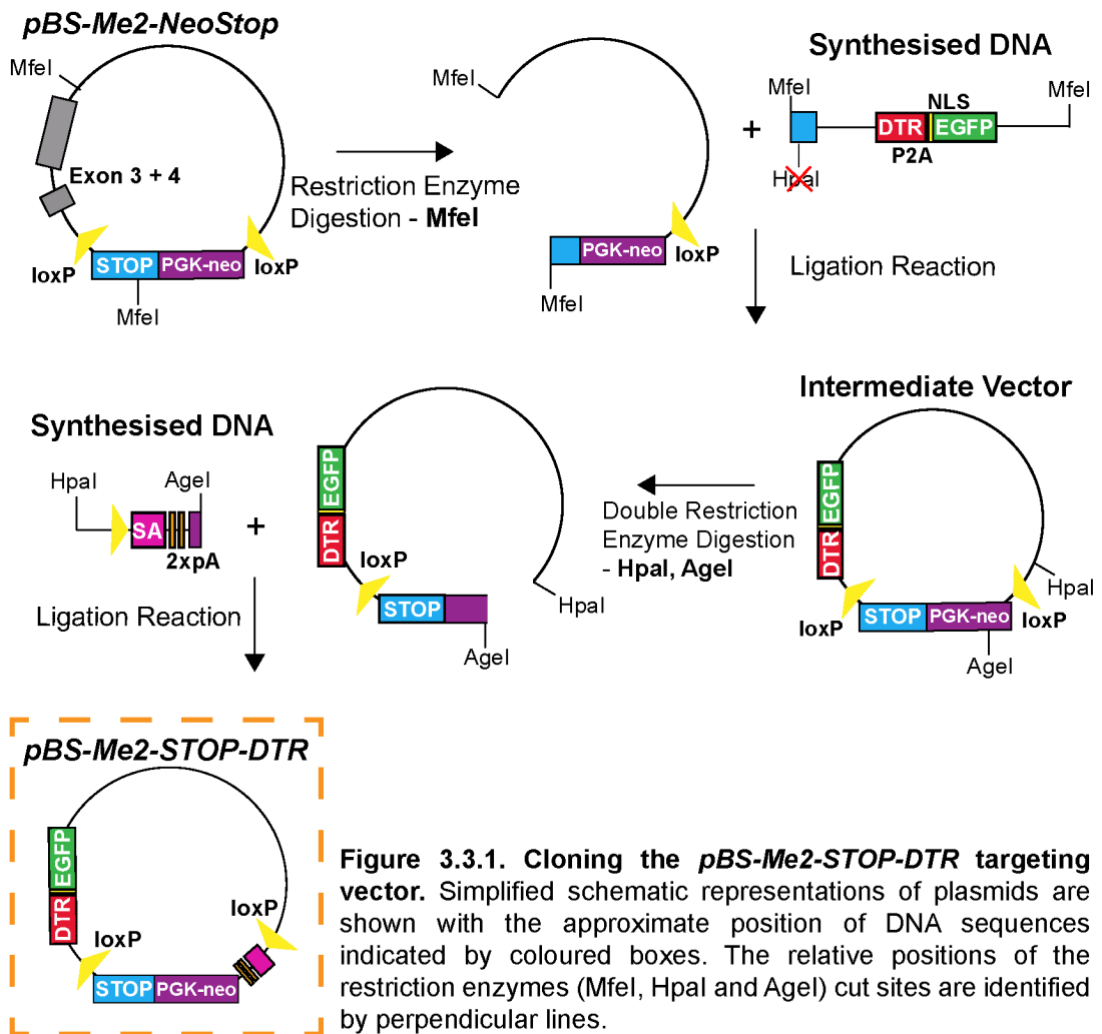 pBS-Me2-NeoStop
MfeI
Exon 3 + 4
loxP
STOP
PGK-neo
loxP
MfeI
Restriction Enzyme
Digestion - MfeI
MfeI
PGK-neo
loxP
MfeI
+
Synthesised DNA
MfeI
NLS
MfeI
DTR
EGFP
P2A
HpaI
Ligation Reaction
Intermediate Vector
EGFP
DTR
loxP
STOP
PGK-neo
loxP
HpaI
AgeI
Double Restriction
Enzyme Digestion
- HpaI, AgeI
EGFP
DTR
loxP
STOP
AgeI
HpaI
+
Synthesised DNA
HpaI
AgeI
SA
2xpA
Ligation Reaction
pBS-Me2-STOP-DTR
EGFP
DTR
loxP
loxP
STOP
PGK-neo
Figure 3.3.1. Cloning the pBS-Me2-STOP-DTR targeting
vector. Simplified schematic representations of plasmids are
shown with the approximate position of DNA sequences
indicated by coloured boxes. The relative positions of the
restriction enzymes (MfeI, HpaI and AgeI) cut sites are identified
by perpendicular lines.